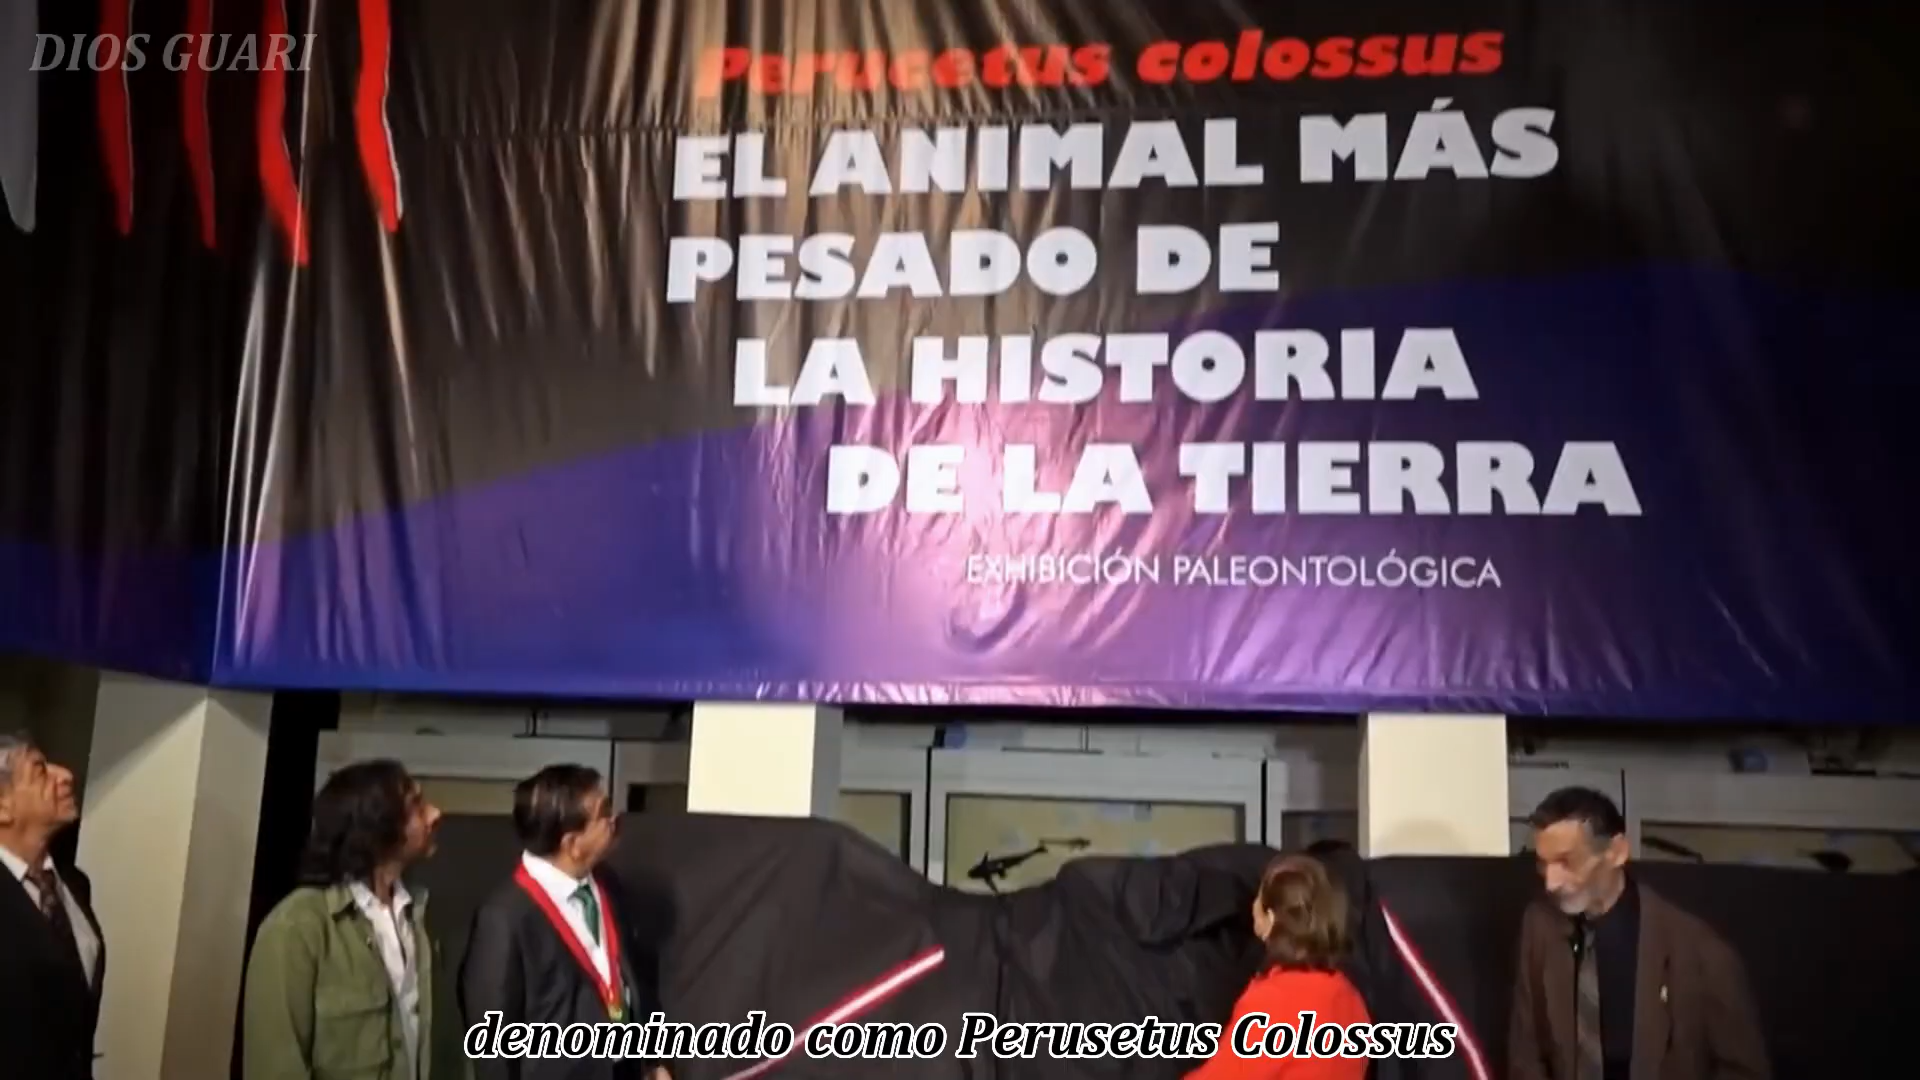 DIOS GUARI
Perucetus colossus
EL ANIMAL MÁS
PESADO DE
LA HISTORIA
DE LA TIERRA
EXHIBICIÓN PALEONTOLÓGICA
denominado como Perusetus Colossus